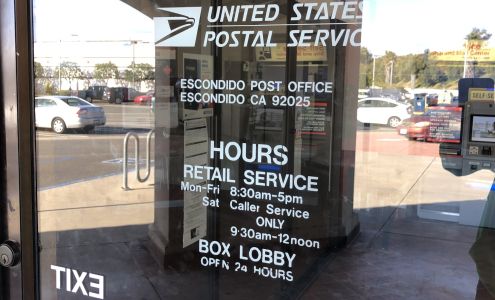 UNITED STATES
POSTAL SERVICE
ESCONDIDO POST OFFICE
ESCONDIDO CA 92025
HOURS
RETAIL SERVICE
Mon-Fri 8:30am-5pm
Sat Caller Service
ONLY
9:30am-12noon
BOX LOBBY
OPEN 24 HOURS
EXIT